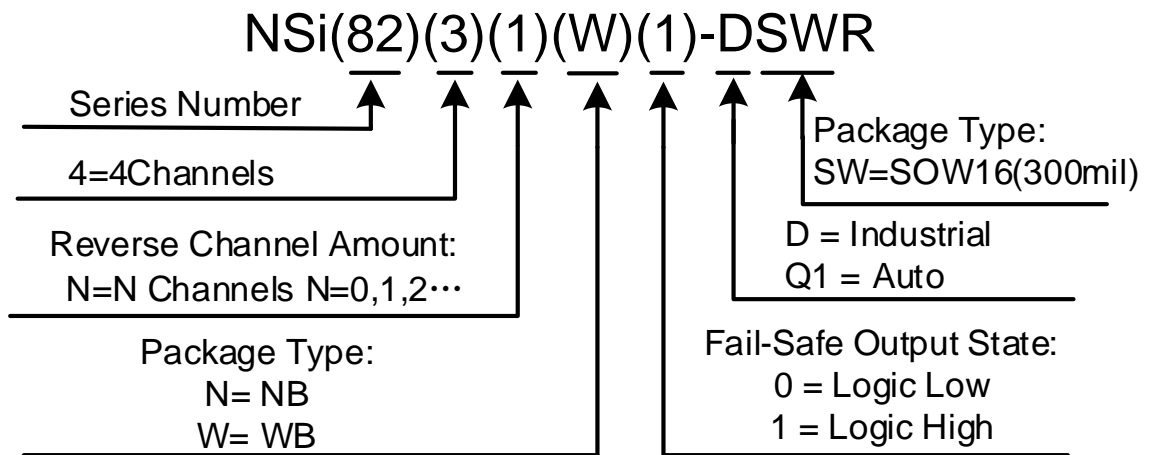 NSi(82)(3)(1)(W)(1)-DSWR
Series Number
4=4Channels
Reverse Channel Amount:
N=N Channels N=0,1,2···
Package Type:
N= NB
W= WB
Package Type:
SW=SOW16(300mil)
D = Industrial
Q1 = Auto
Fail-Safe Output State:
0 = Logic Low
1 = Logic High